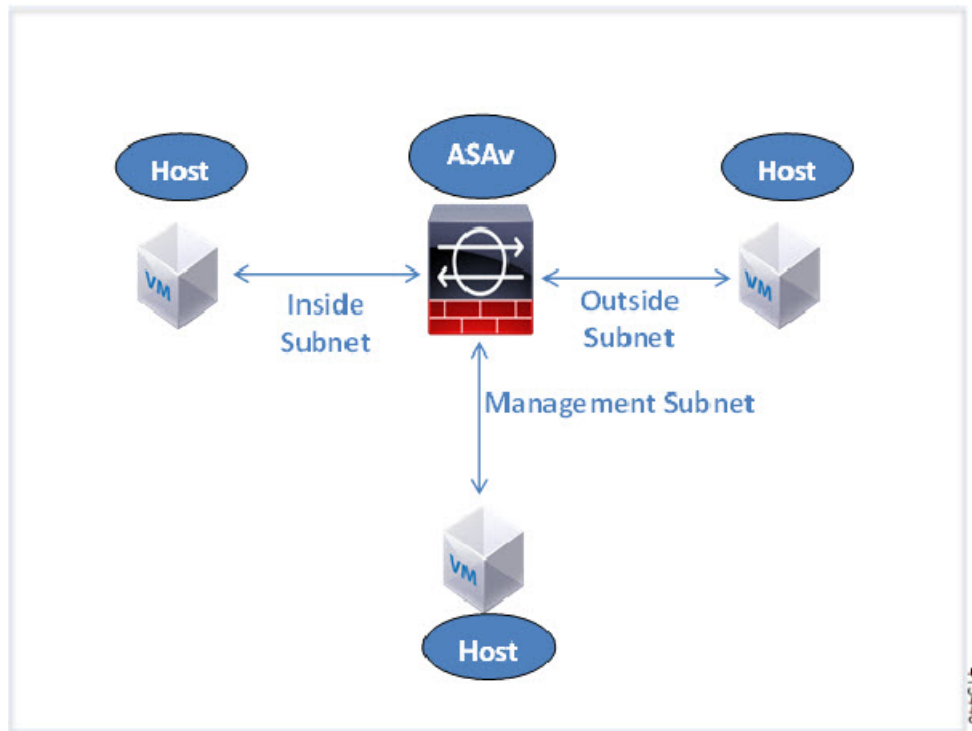 Host
ASAv
Host
VM
VM
Inside
Subnet
Outside
Subnet
Management Subnet
VM
Host